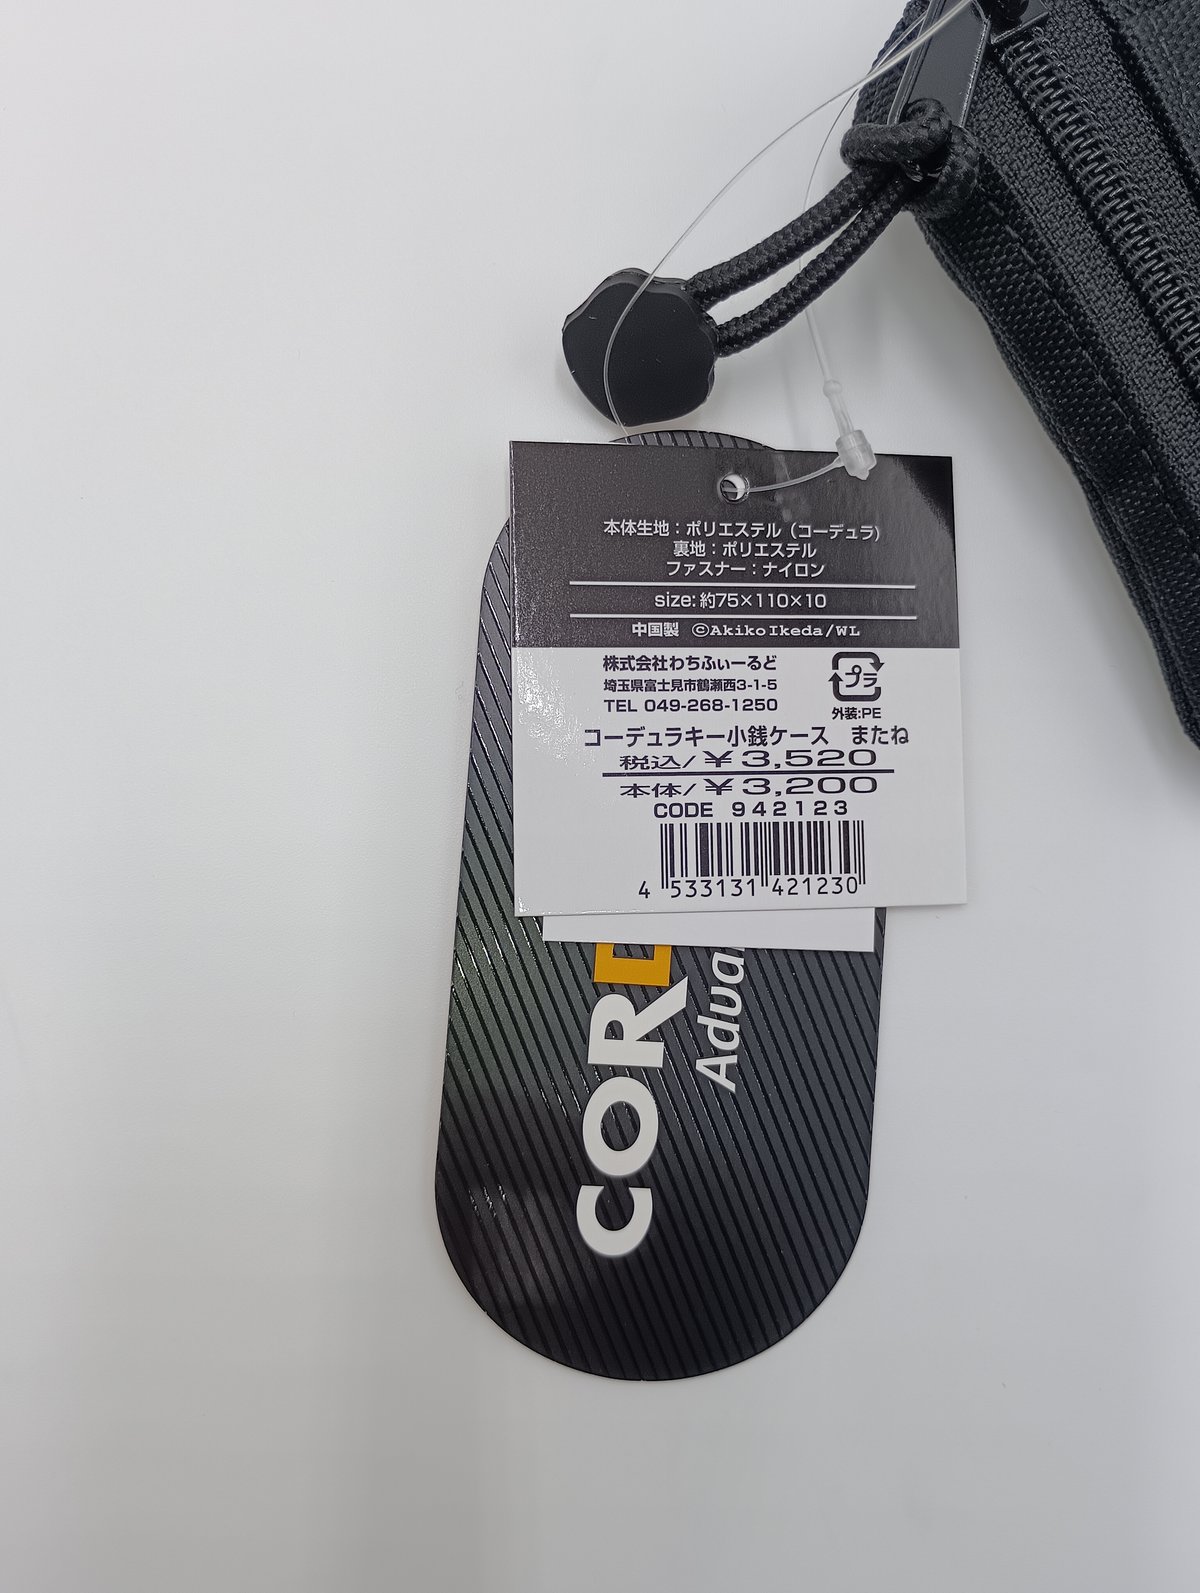 本体生地：ポリエステル（コーデュラ）
裏地：ポリエステル
ファスナー：ナイロン
size: 約75×110×10
中国製 ©Akiko Ikeda/WL
株式会社わちふぃーるど
埼玉県富士見市鶴瀬西3-1-5
TEL 049-268-1250
プラ
外装:PE
コーデュラキー小銭ケース またね
税込/￥3,520
本体/￥3,200
CODE 942123
4 533131 421230
COR